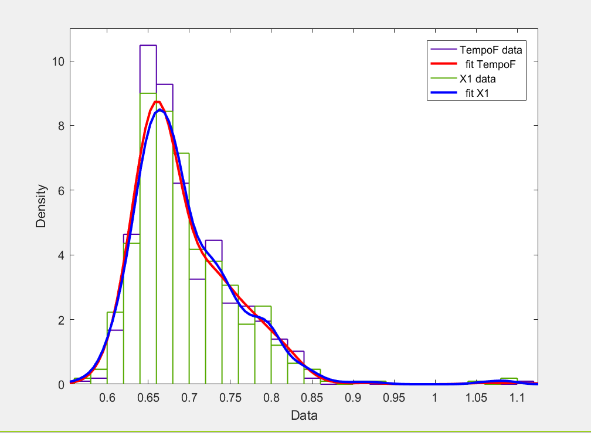 TempoF data
fit TempoF
X1 data
fit X1
10
8
6
4
2
0
Density
0.6 0.65 0.7 0.75 0.8 0.85 0.9 0.95 1 1.05 1.1
Data